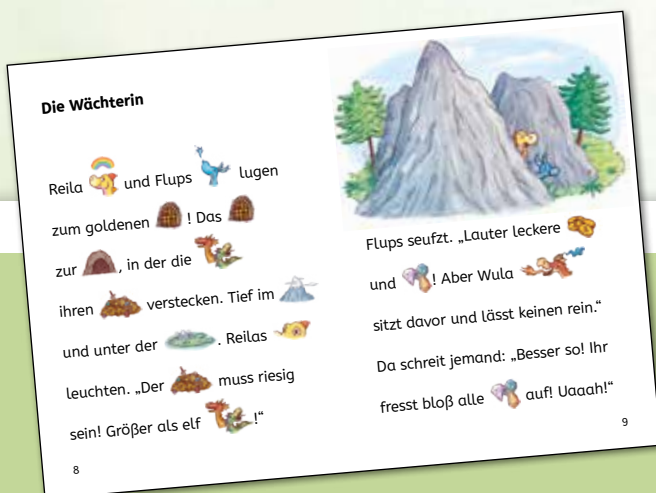 Die Wächterin
Reila und Flups lugen
zum goldenen ! Das
zur , in der die
ihren verstecken. Tief im
und unter der . Reilas
leuchten. „Der muss riesig
sein! Größer als elf !“
8
Flups seufzt. „Lauter leckere
und ! Aber Wula
sitzt davor und lässt keinen rein.“
Da schreit jemand: „Besser so! Ihr
fresst bloß alle auf! Uaaah!“
9